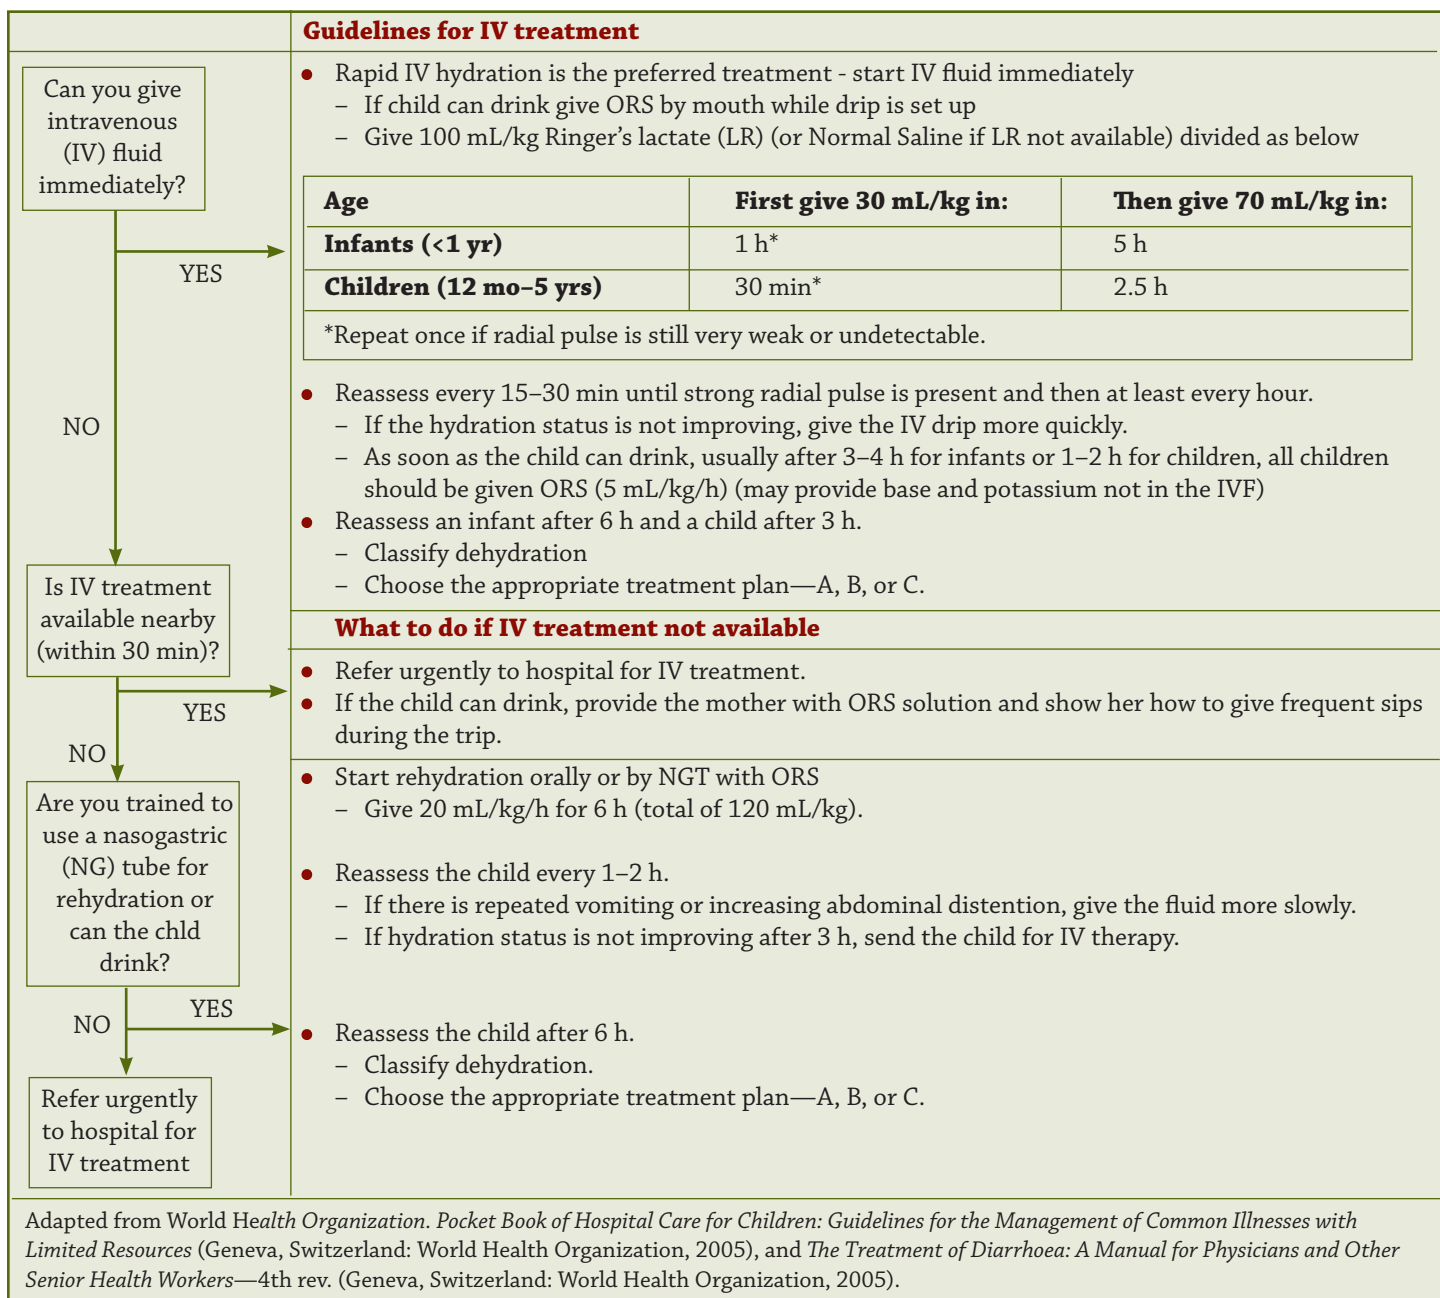 Guidelines for IV treatment
Can you give
intravenous
(IV) fluid
immediately?
YES
NO
● Rapid IV hydration is the preferred treatment - start IV fluid immediately
– If child can drink give ORS by mouth while drip is set up
– Give 100 mL/kg Ringer's lactate (LR) (or Normal Saline if LR not available) divided as below
Age First give 30 mL/kg in: Then give 70 mL/kg in:
Infants (<1 yr) 1 h* 5 h
Children (12 mo–5 yrs) 30 min* 2.5 h
*Repeat once if radial pulse is still very weak or undetectable.
● Reassess every 15–30 min until strong radial pulse is present and then at least every hour.
– If the hydration status is not improving, give the IV drip more quickly.
– As soon as the child can drink, usually after 3–4 h for infants or 1–2 h for children, all children
should be given ORS (5 mL/kg/h) (may provide base and potassium not in the IVF)
● Reassess an infant after 6 h and a child after 3 h.
– Classify dehydration
– Choose the appropriate treatment plan—A, B, or C.
Is IV treatment
available nearby
(within 30 min)?
YES
NO
What to do if IV treatment not available
● Refer urgently to hospital for IV treatment.
● If the child can drink, provide the mother with ORS solution and show her how to give frequent sips
during the trip.
Are you trained to
use a nasogastric
(NG) tube for
rehydration or
can the chld
drink?
YES
NO
● Start rehydration orally or by NGT with ORS
– Give 20 mL/kg/h for 6 h (total of 120 mL/kg).
● Reassess the child every 1–2 h.
– If there is repeated vomiting or increasing abdominal distention, give the fluid more slowly.
– If hydration status is not improving after 3 h, send the child for IV therapy.
● Reassess the child after 6 h.
– Classify dehydration.
– Choose the appropriate treatment plan—A, B, or C.
Refer urgently
to hospital for
IV treatment
Adapted from World Health Organization. Pocket Book of Hospital Care for Children: Guidelines for the Management of Common Illnesses with
Limited Resources (Geneva, Switzerland: World Health Organization, 2005), and The Treatment of Diarrhoea: A Manual for Physicians and Other
Senior Health Workers—4th rev. (Geneva, Switzerland: World Health Organization, 2005).